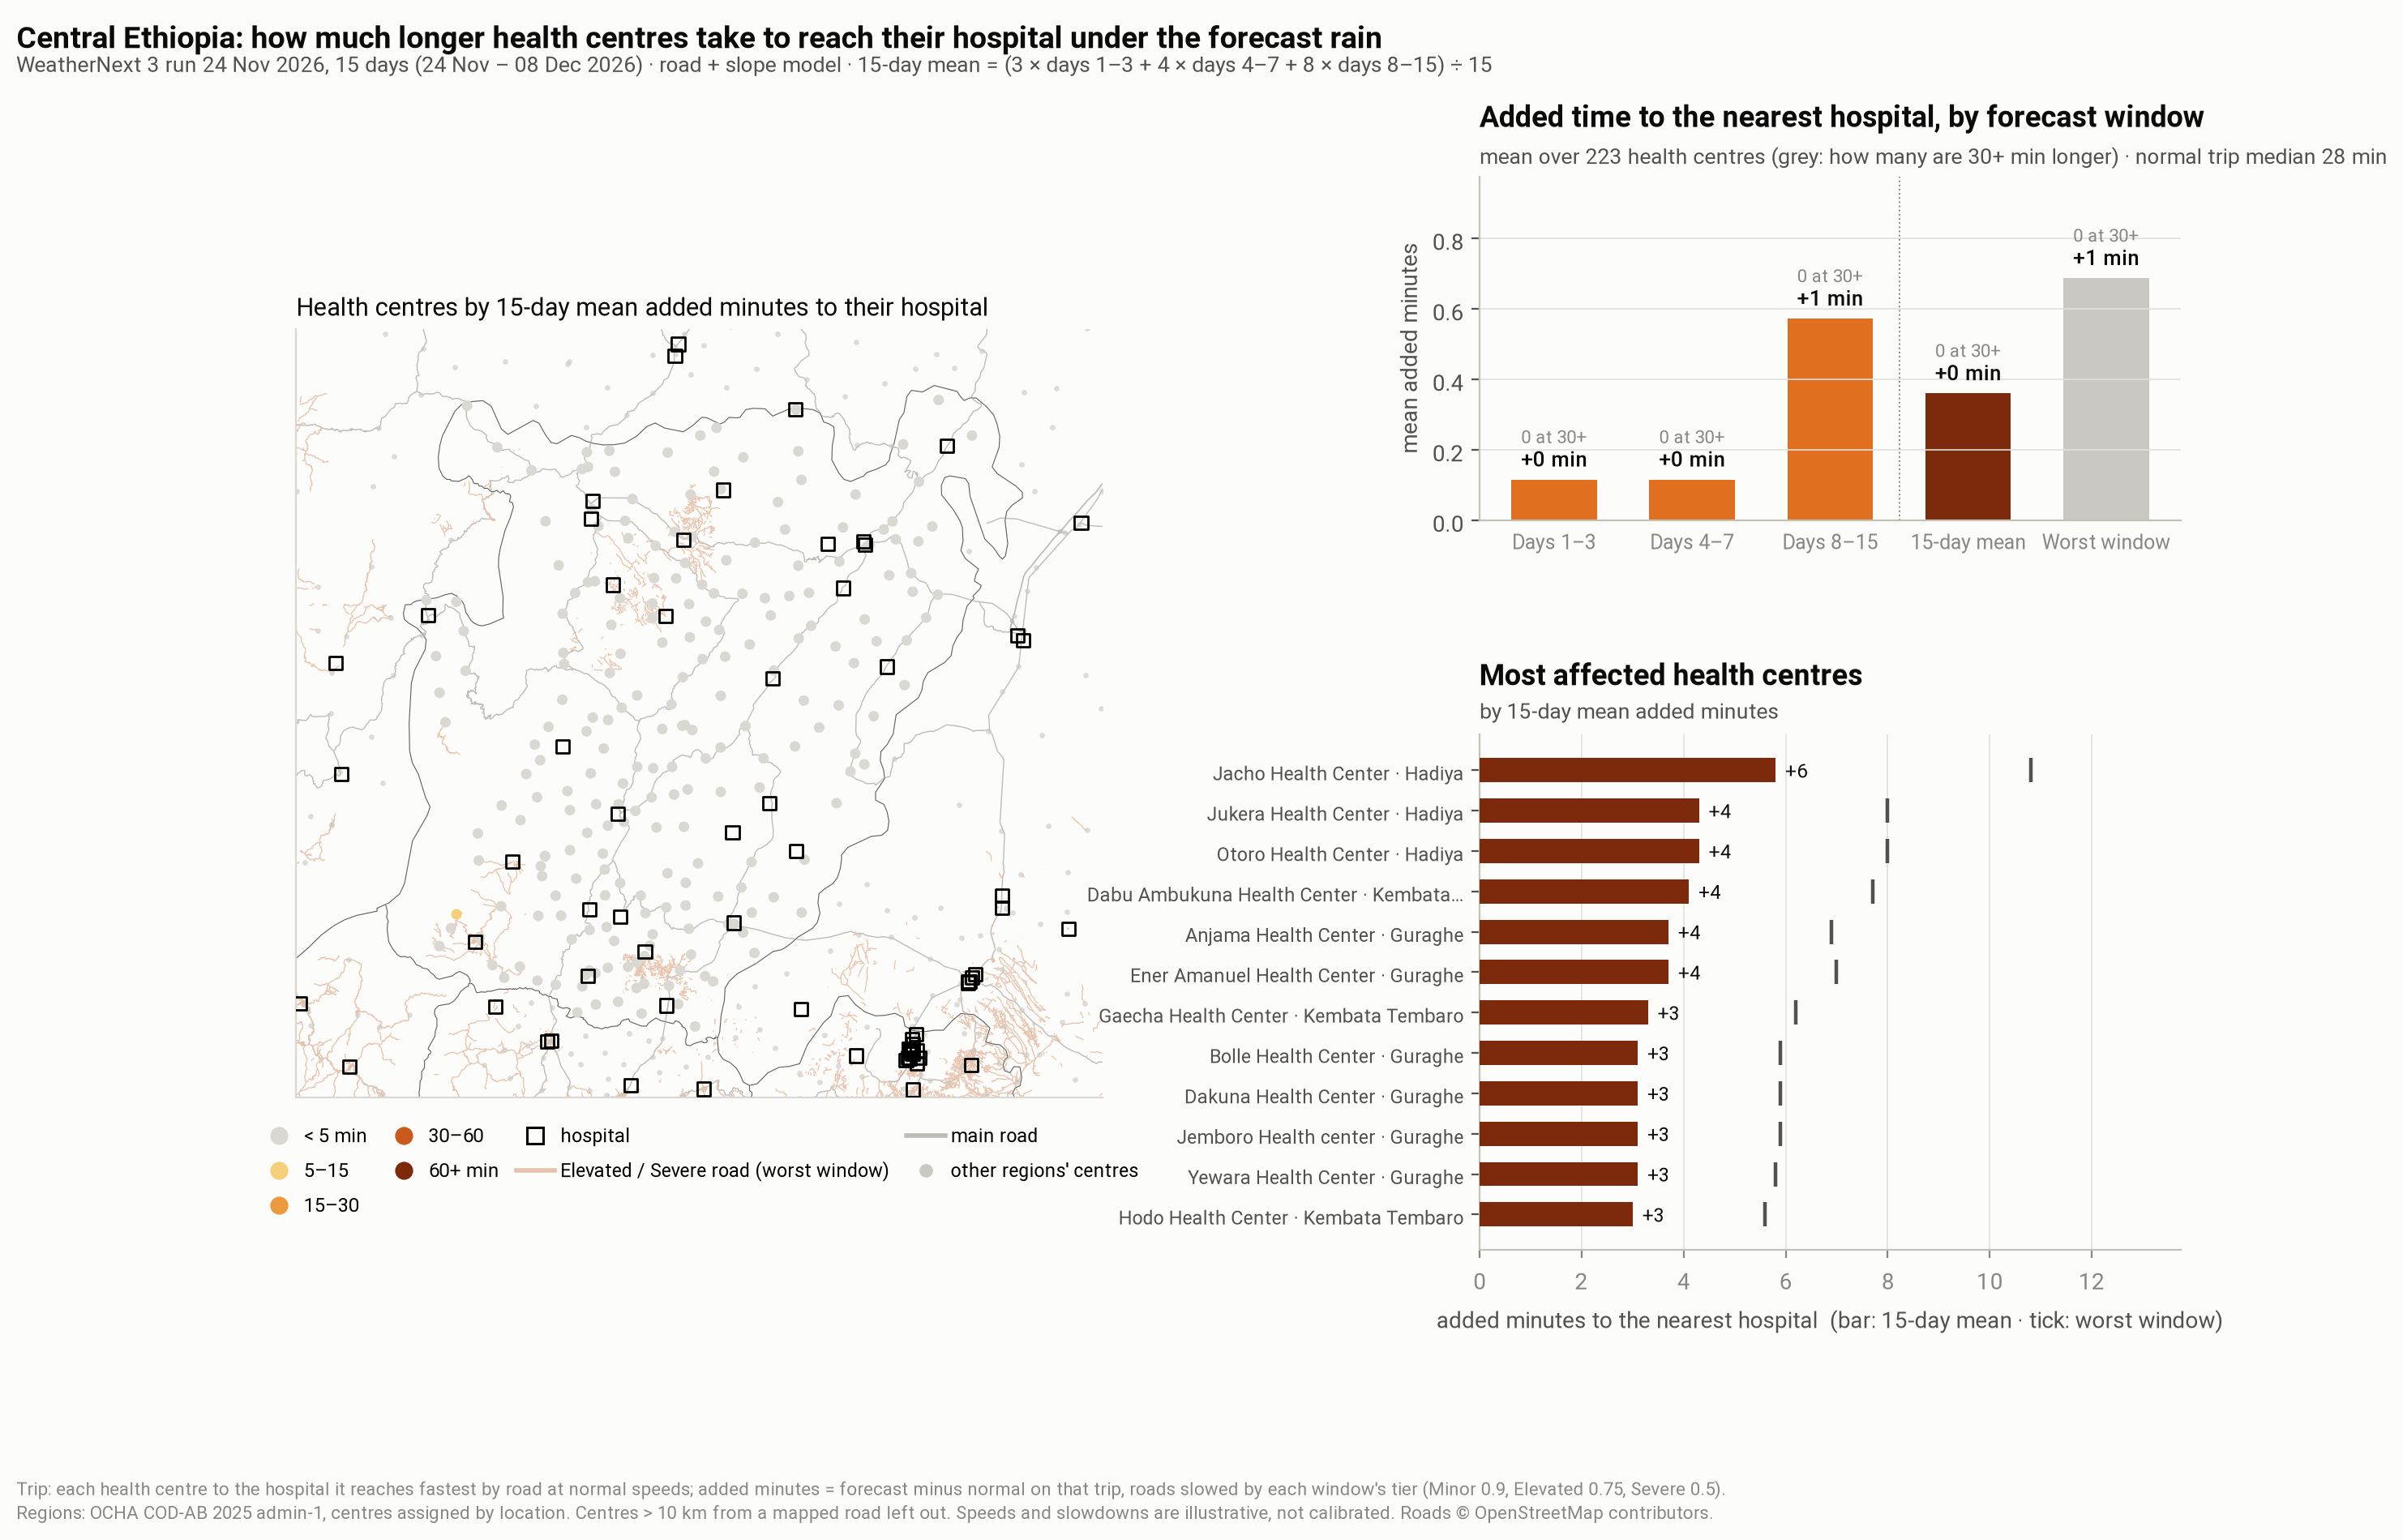 Central Ethiopia: how much longer health centres take to reach their hospital under the forecast rain
WeatherNext 3 run 24 Nov 2026, 15 days (24 Nov – 08 Dec 2026) · road + slope model · 15-day mean = (3 × days 1–3 + 4 × days 4–7 + 8 × days 8–15) ÷ 15
Health centres by 15-day mean added minutes to their hospital
< 5 min
5–15
15–30
30–60
60+ min
hospital
Elevated / Severe road (worst window)
main road
other regions' centres
Added time to the nearest hospital, by forecast window
mean over 223 health centres (grey: how many are 30+ min longer) · normal trip median 28 min
mean added minutes
0.8
0.6
0.4
0.2
0.0
0 at 30+
+0 min
0 at 30+
+0 min
0 at 30+
+1 min
0 at 30+
+0 min
0 at 30+
+1 min
Days 1–3
Days 4–7
Days 8–15
15-day mean
Worst window
Most affected health centres
by 15-day mean added minutes
Jacho Health Center · Hadiya
+6
Jukera Health Center · Hadiya
+4
Otoro Health Center · Hadiya
+4
Dabu Ambukuna Health Center · Kembata...
+4
Anjama Health Center · Guraghe
+4
Ener Amanuel Health Center · Guraghe
+4
Gaecha Health Center · Kembata Tembaro
+3
Bolle Health Center · Guraghe
+3
Dakuna Health Center · Guraghe
+3
Jemboro Health center · Guraghe
+3
Yewara Health Center · Guraghe
+3
Hodo Health Center · Kembata Tembaro
+3
0 2 4 6 8 10 12
added minutes to the nearest hospital (bar: 15-day mean · tick: worst window)
Trip: each health centre to the hospital it reaches fastest by road at normal speeds; added minutes = forecast minus normal on that trip, roads slowed by each window's tier (Minor 0.9, Elevated 0.75, Severe 0.5).
Regions: OCHA COD-AB 2025 admin-1, centres assigned by location. Centres > 10 km from a mapped road left out. Speeds and slowdowns are illustrative, not calibrated. Roads © OpenStreetMap contributors.